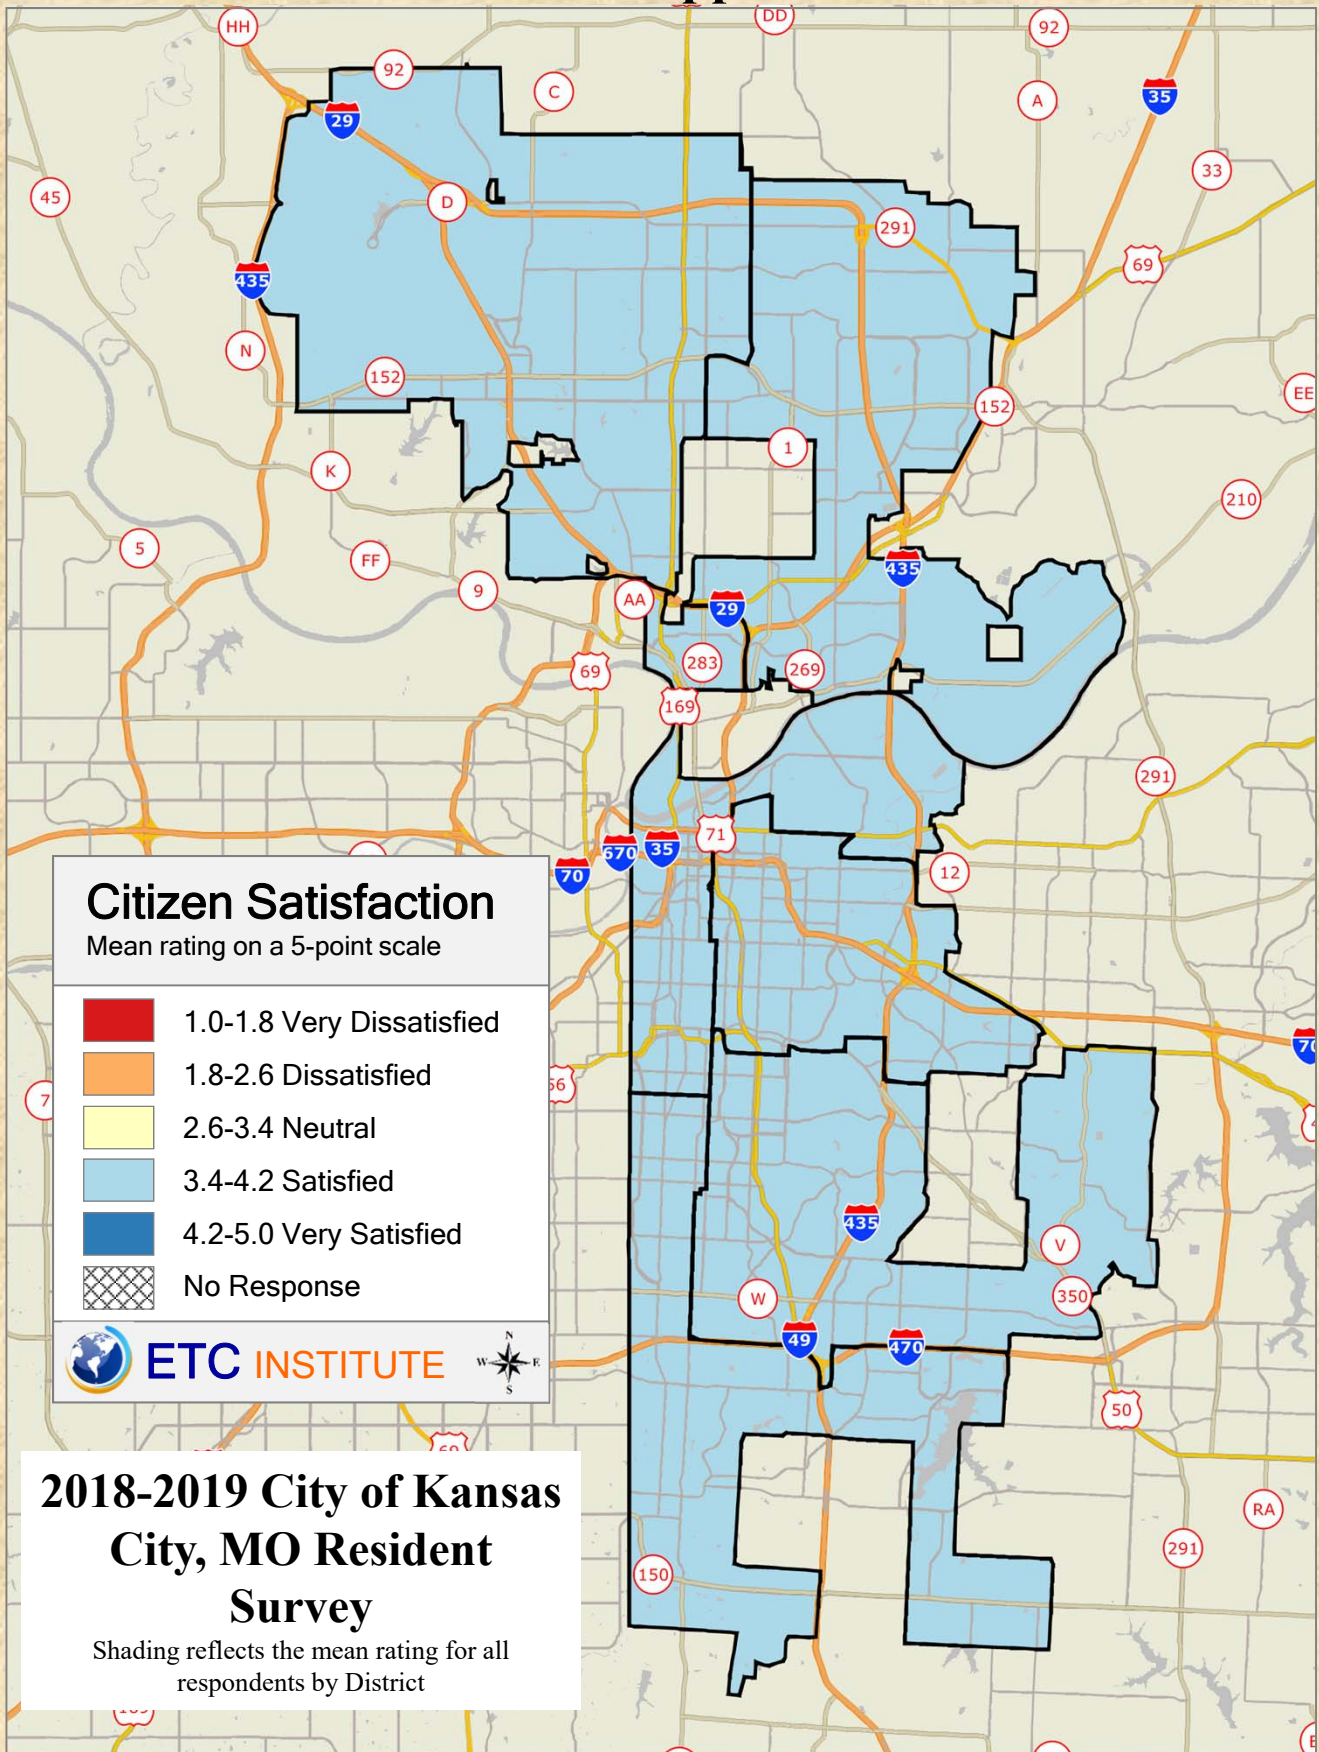 HH
DD
92
92
C
A
35
29
33
45
D
291
69
435
N
152
EE
152
1
K
210
5
FF
435
9
AA
29
283
269
69
169
291
71
670
35
70
12
Citizen Satisfaction
Mean rating on a 5-point scale
1.0-1.8 Very Dissatisfied
1.8-2.6 Dissatisfied
2.6-3.4 Neutral
3.4-4.2 Satisfied
4.2-5.0 Very Satisfied
No Response
ETC INSTITUTE
N
W
E
S
70
7
435
V
W
350
49
470
50
RA
291
150
2018-2019 City of Kansas
City, MO Resident
Survey
Shading reflects the mean rating for all
respondents by District